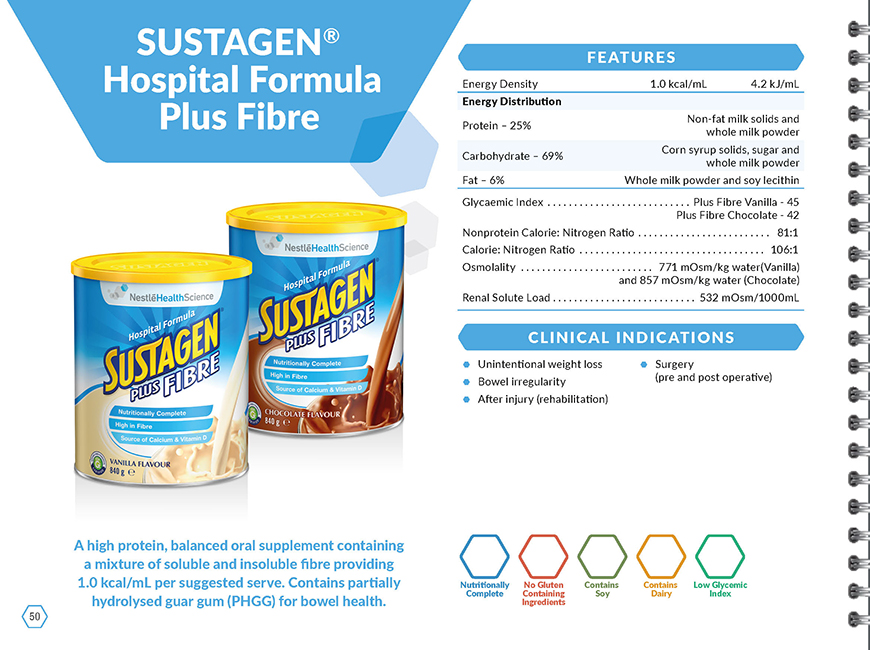 SUSTAGEN®
Hospital Formula
Plus Fibre
NestléHealthScience
Hospital Formula
SUSTAGEN
PLUS FIBRE
Nutritionally Complete
High in Fibre
Source of Calcium & Vitamin D
VANILLA FLAVOUR
840 g ℮
NestléHealthScience
Hospital Formula
SUSTAGEN
PLUS FIBRE
Nutritionally Complete
High in Fibre
Source of Calcium & Vitamin D
CHOCOLATE FLAVOUR
840 g ℮
A high protein, balanced oral supplement containing
a mixture of soluble and insoluble fibre providing
1.0 kcal/mL per suggested serve. Contains partially
hydrolysed guar gum (PHGG) for bowel health.
50
FEATURES
Energy Density 1.0 kcal/mL 4.2 kJ/mL
Energy Distribution
Protein – 25% Non-fat milk solids and
whole milk powder
Carbohydrate – 69% Corn syrup solids, sugar and
whole milk powder
Fat – 6% Whole milk powder and soy lecithin
Glycaemic Index . . . . . . . . . . . . . . . . . . . . . . . . . . . Plus Fibre Vanilla - 45
Plus Fibre Chocolate - 42
Nonprotein Calorie: Nitrogen Ratio . . . . . . . . . . . . . . . . . . . . . . . . . 81:1
Calorie: Nitrogen Ratio . . . . . . . . . . . . . . . . . . . . . . . . . . . . . . . . . . . 106:1
Osmolality . . . . . . . . . . . . . . . . . . . . . . . . . 771 mOsm/kg water(Vanilla)
and 857 mOsm/kg water (Chocolate)
Renal Solute Load . . . . . . . . . . . . . . . . . . . . . . . . . . . 532 mOsm/1000mL
CLINICAL INDICATIONS
Unintentional weight loss
Bowel irregularity
After injury (rehabilitation)
Surgery
(pre and post operative)
Nutritionally
Complete
No Gluten
Containing
Ingredients
Contains
Soy
Contains
Dairy
Low Glycemic
Index